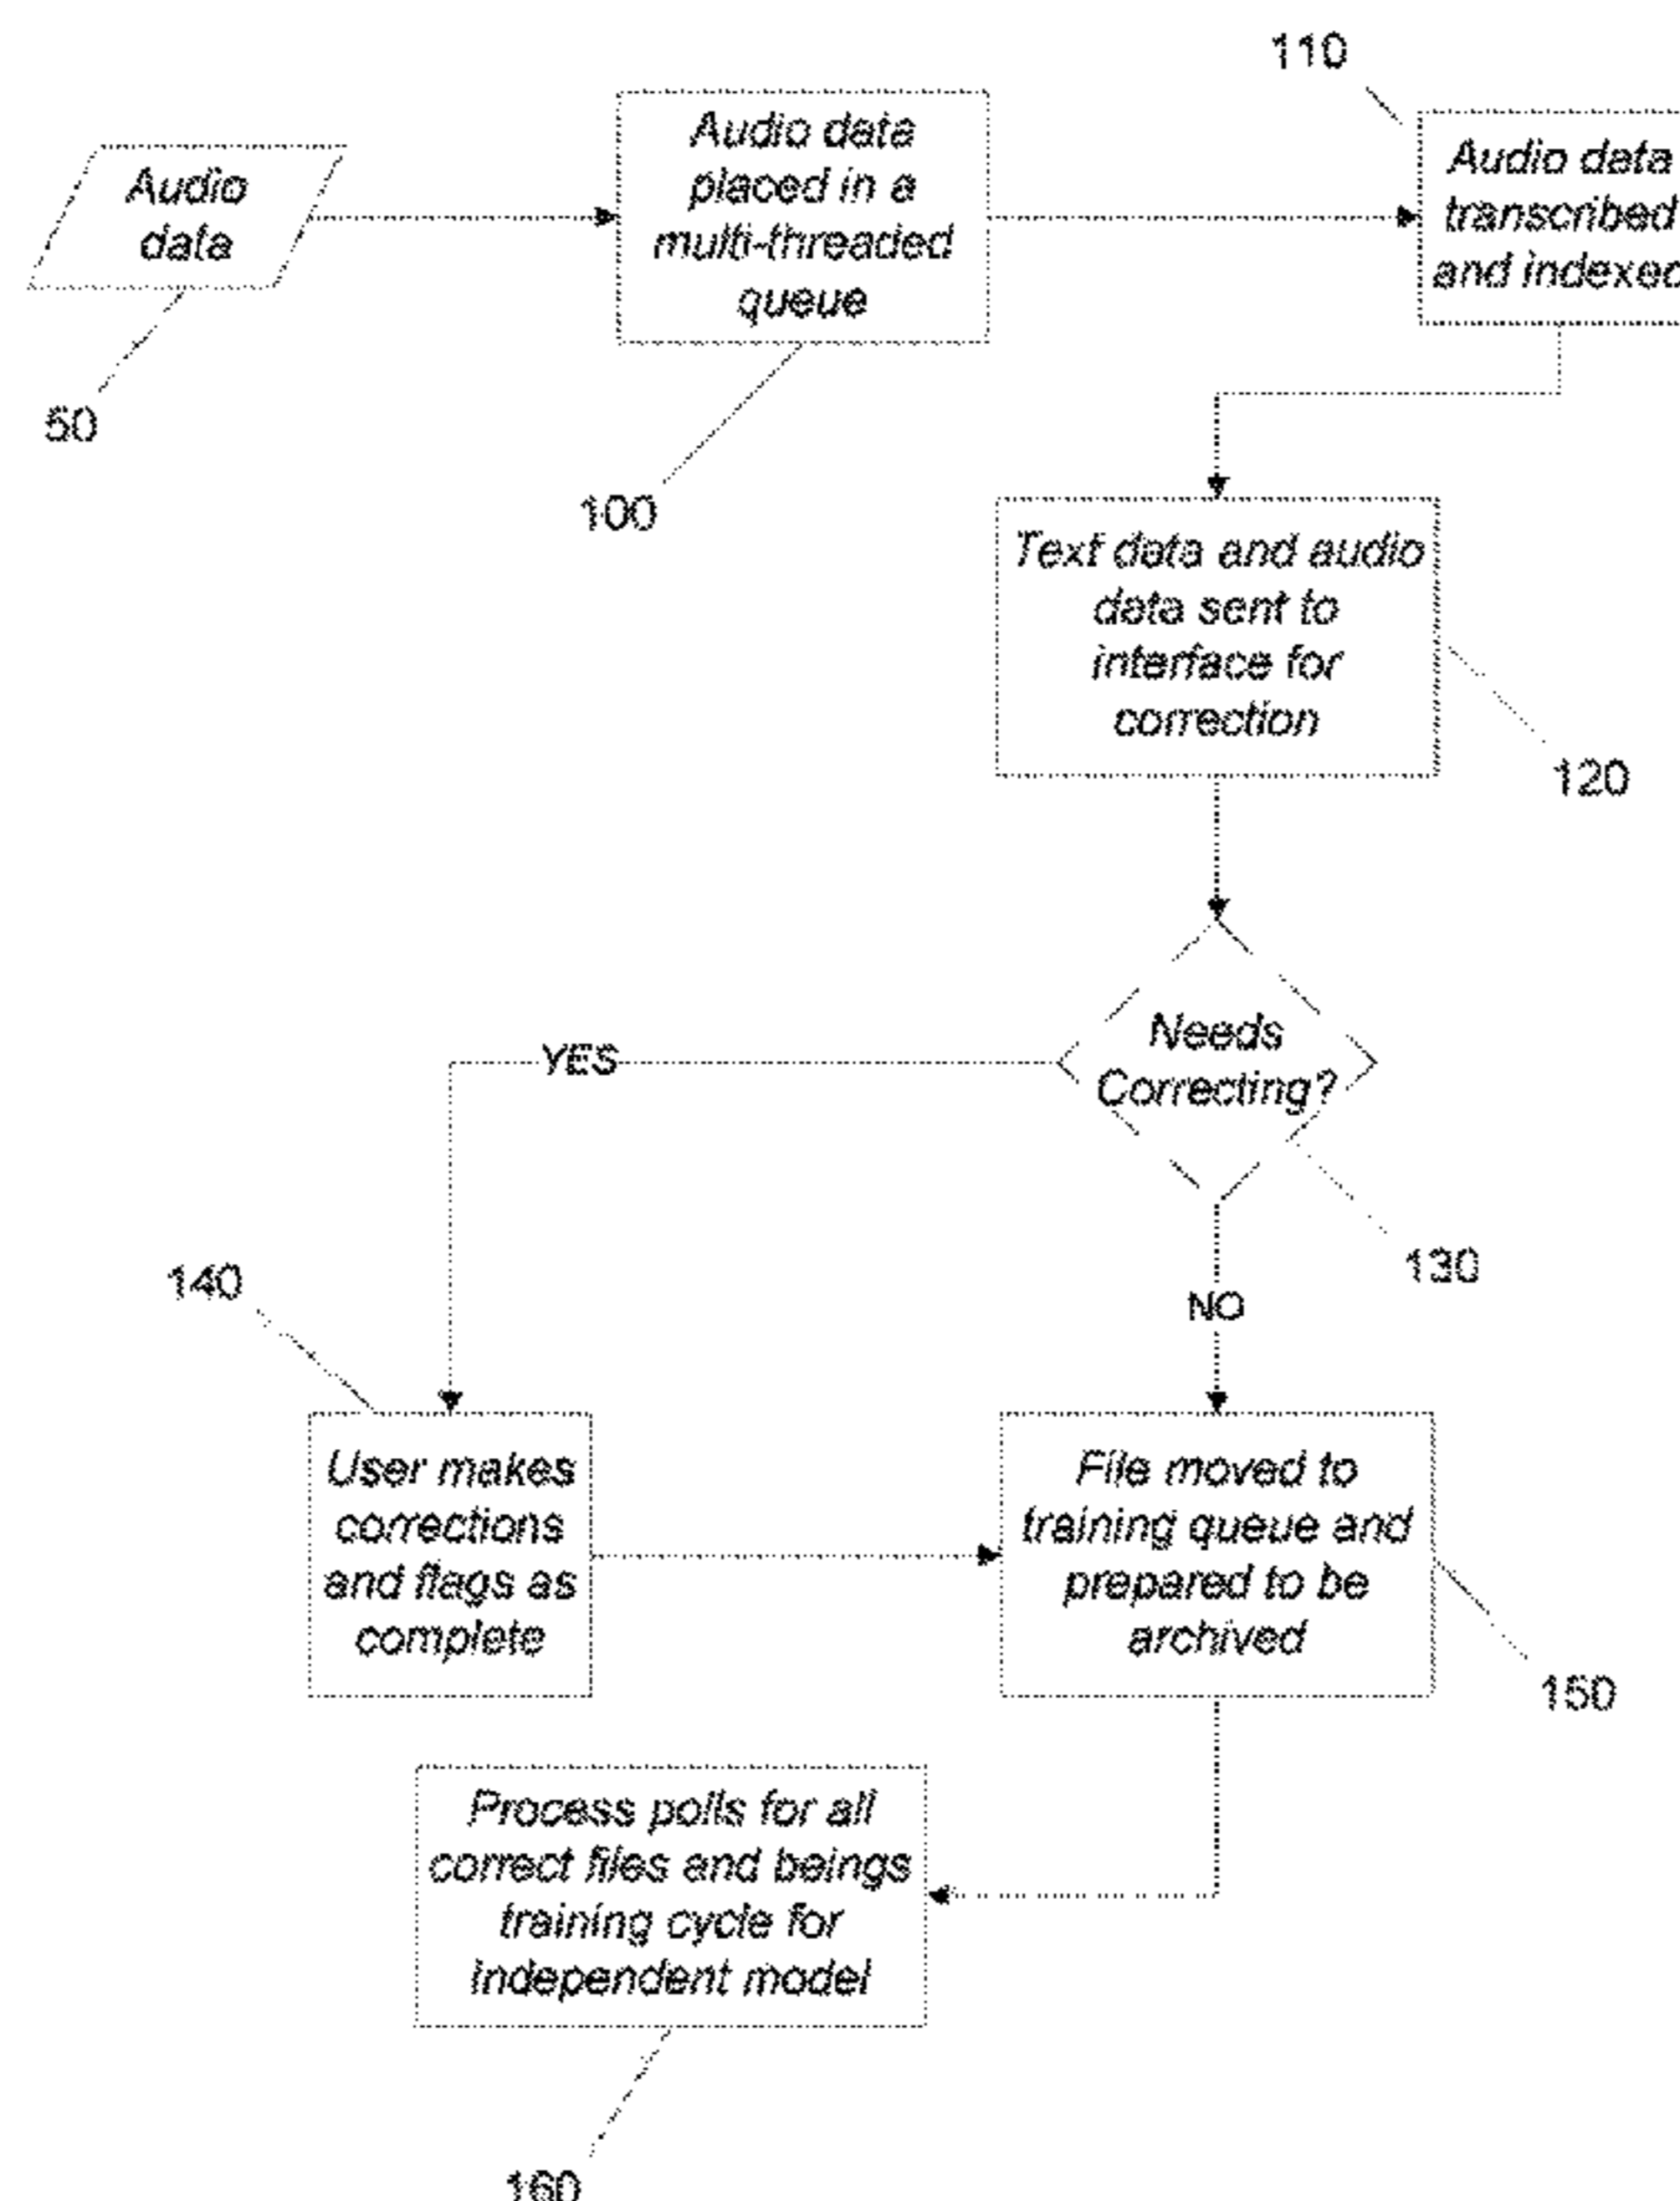 110
Audio
data
50
Audio data
placed in a
multi-threaded
queue
100
Audio data
transcribed
and indexed
Text data and audio
data sent to
interface for
correction
120
Needs
Correcting?
130
YES
NO
140
User makes
corrections
and flags as
complete
File moved to
training queue and
prepared to be
archived
150
Process polls for all
correct files and beings
training cycle for
independent model
160